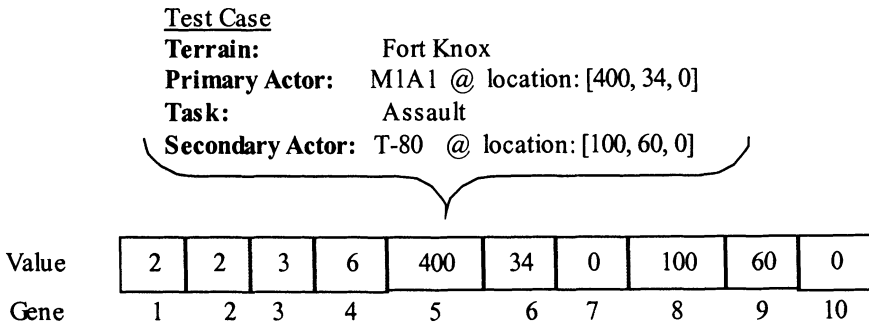 Test Case
Terrain: Fort Knox
Primary Actor: M1A1 @ location: [400, 34, 0]
Task: Assault
Secondary Actor: T-80 @ location: [100, 60, 0]
Value 2 2 3 6 400 34 0 100 60 0
Gene 1 2 3 4 5 6 7 8 9 10